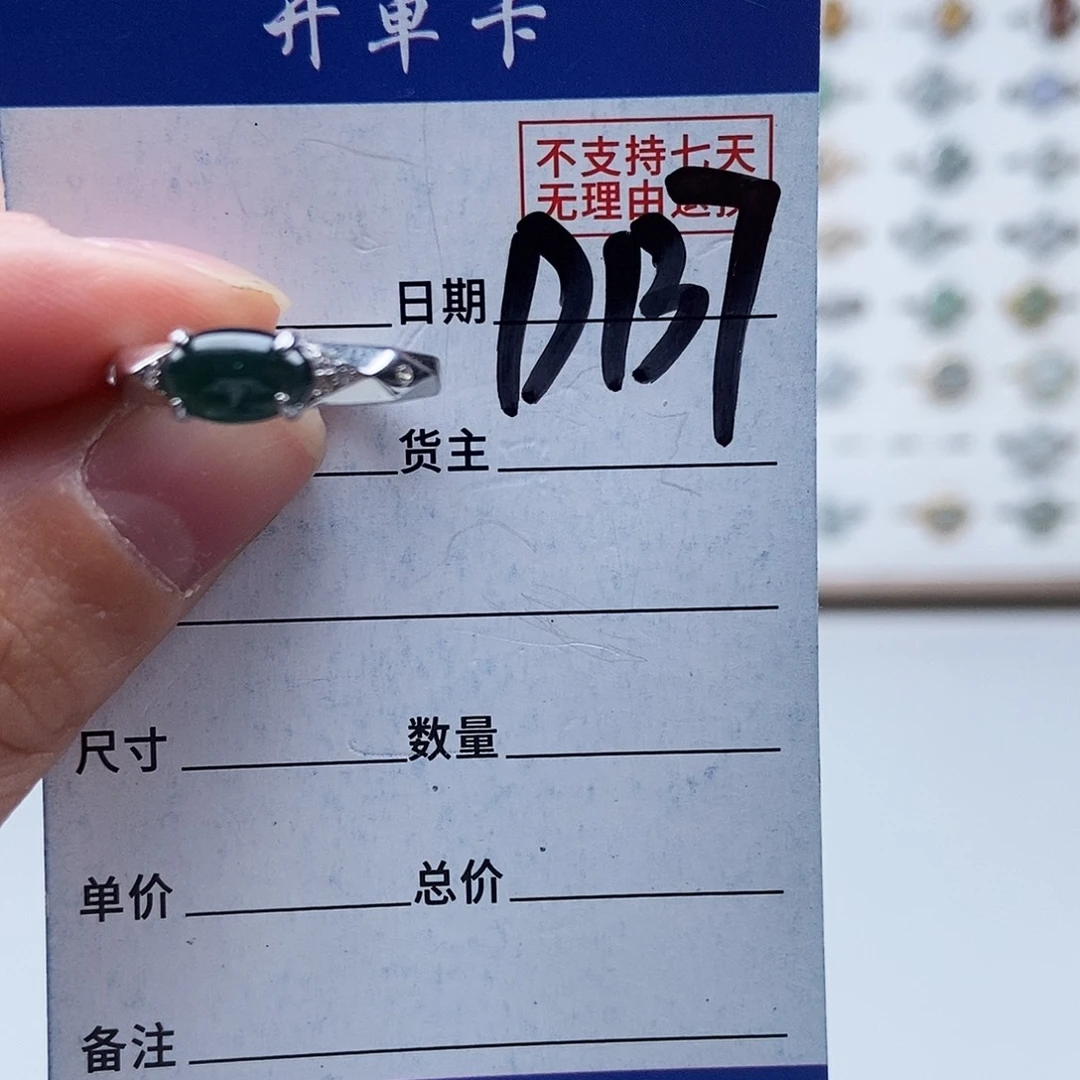 开单卡
不支持七天
无理由退换
日期
货主
尺寸 数量
单价 总价
备注